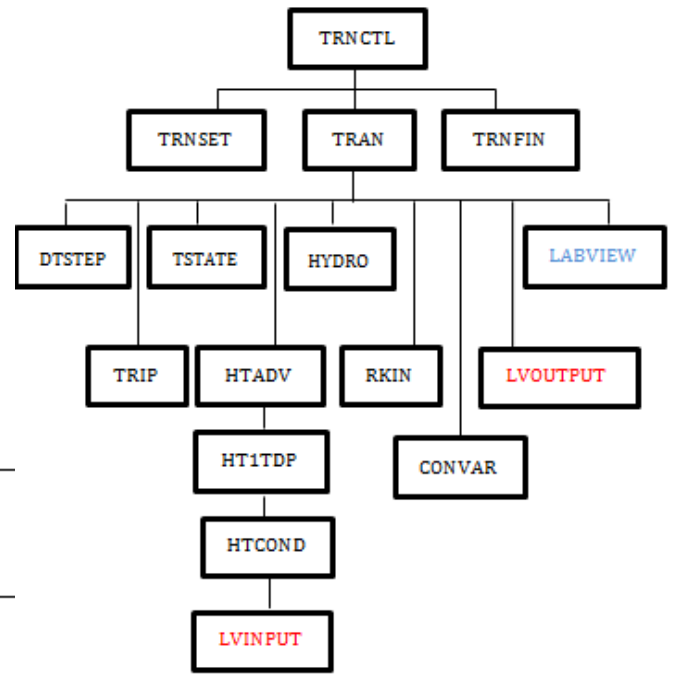 TRNCTL
TRNSET
TRAN
TRNFIN
DTSTEP
TSTATE
HYDRO
LABVIEW
TRIP
HTADV
RKIN
LVOUTPUT
HT1TDP
CONVAR
HTCOND
LVINPUT